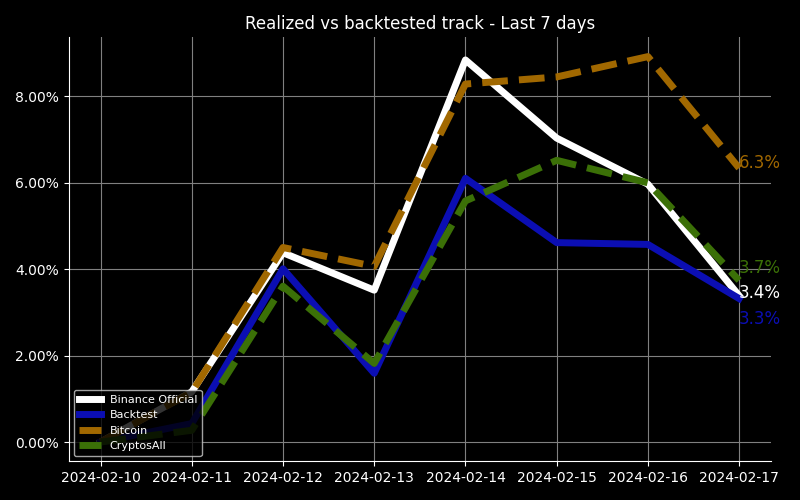 Realized vs backtested track - Last 7 days
8.00%
6.00%
4.00%
2.00%
0.00%
6.3%
3.7%
3.4%
3.3%
Binance Official
Backtest
Bitcoin
CryptosAll
2024-02-10 2024-02-11 2024-02-12 2024-02-13 2024-02-14 2024-02-15 2024-02-16 2024-02-17